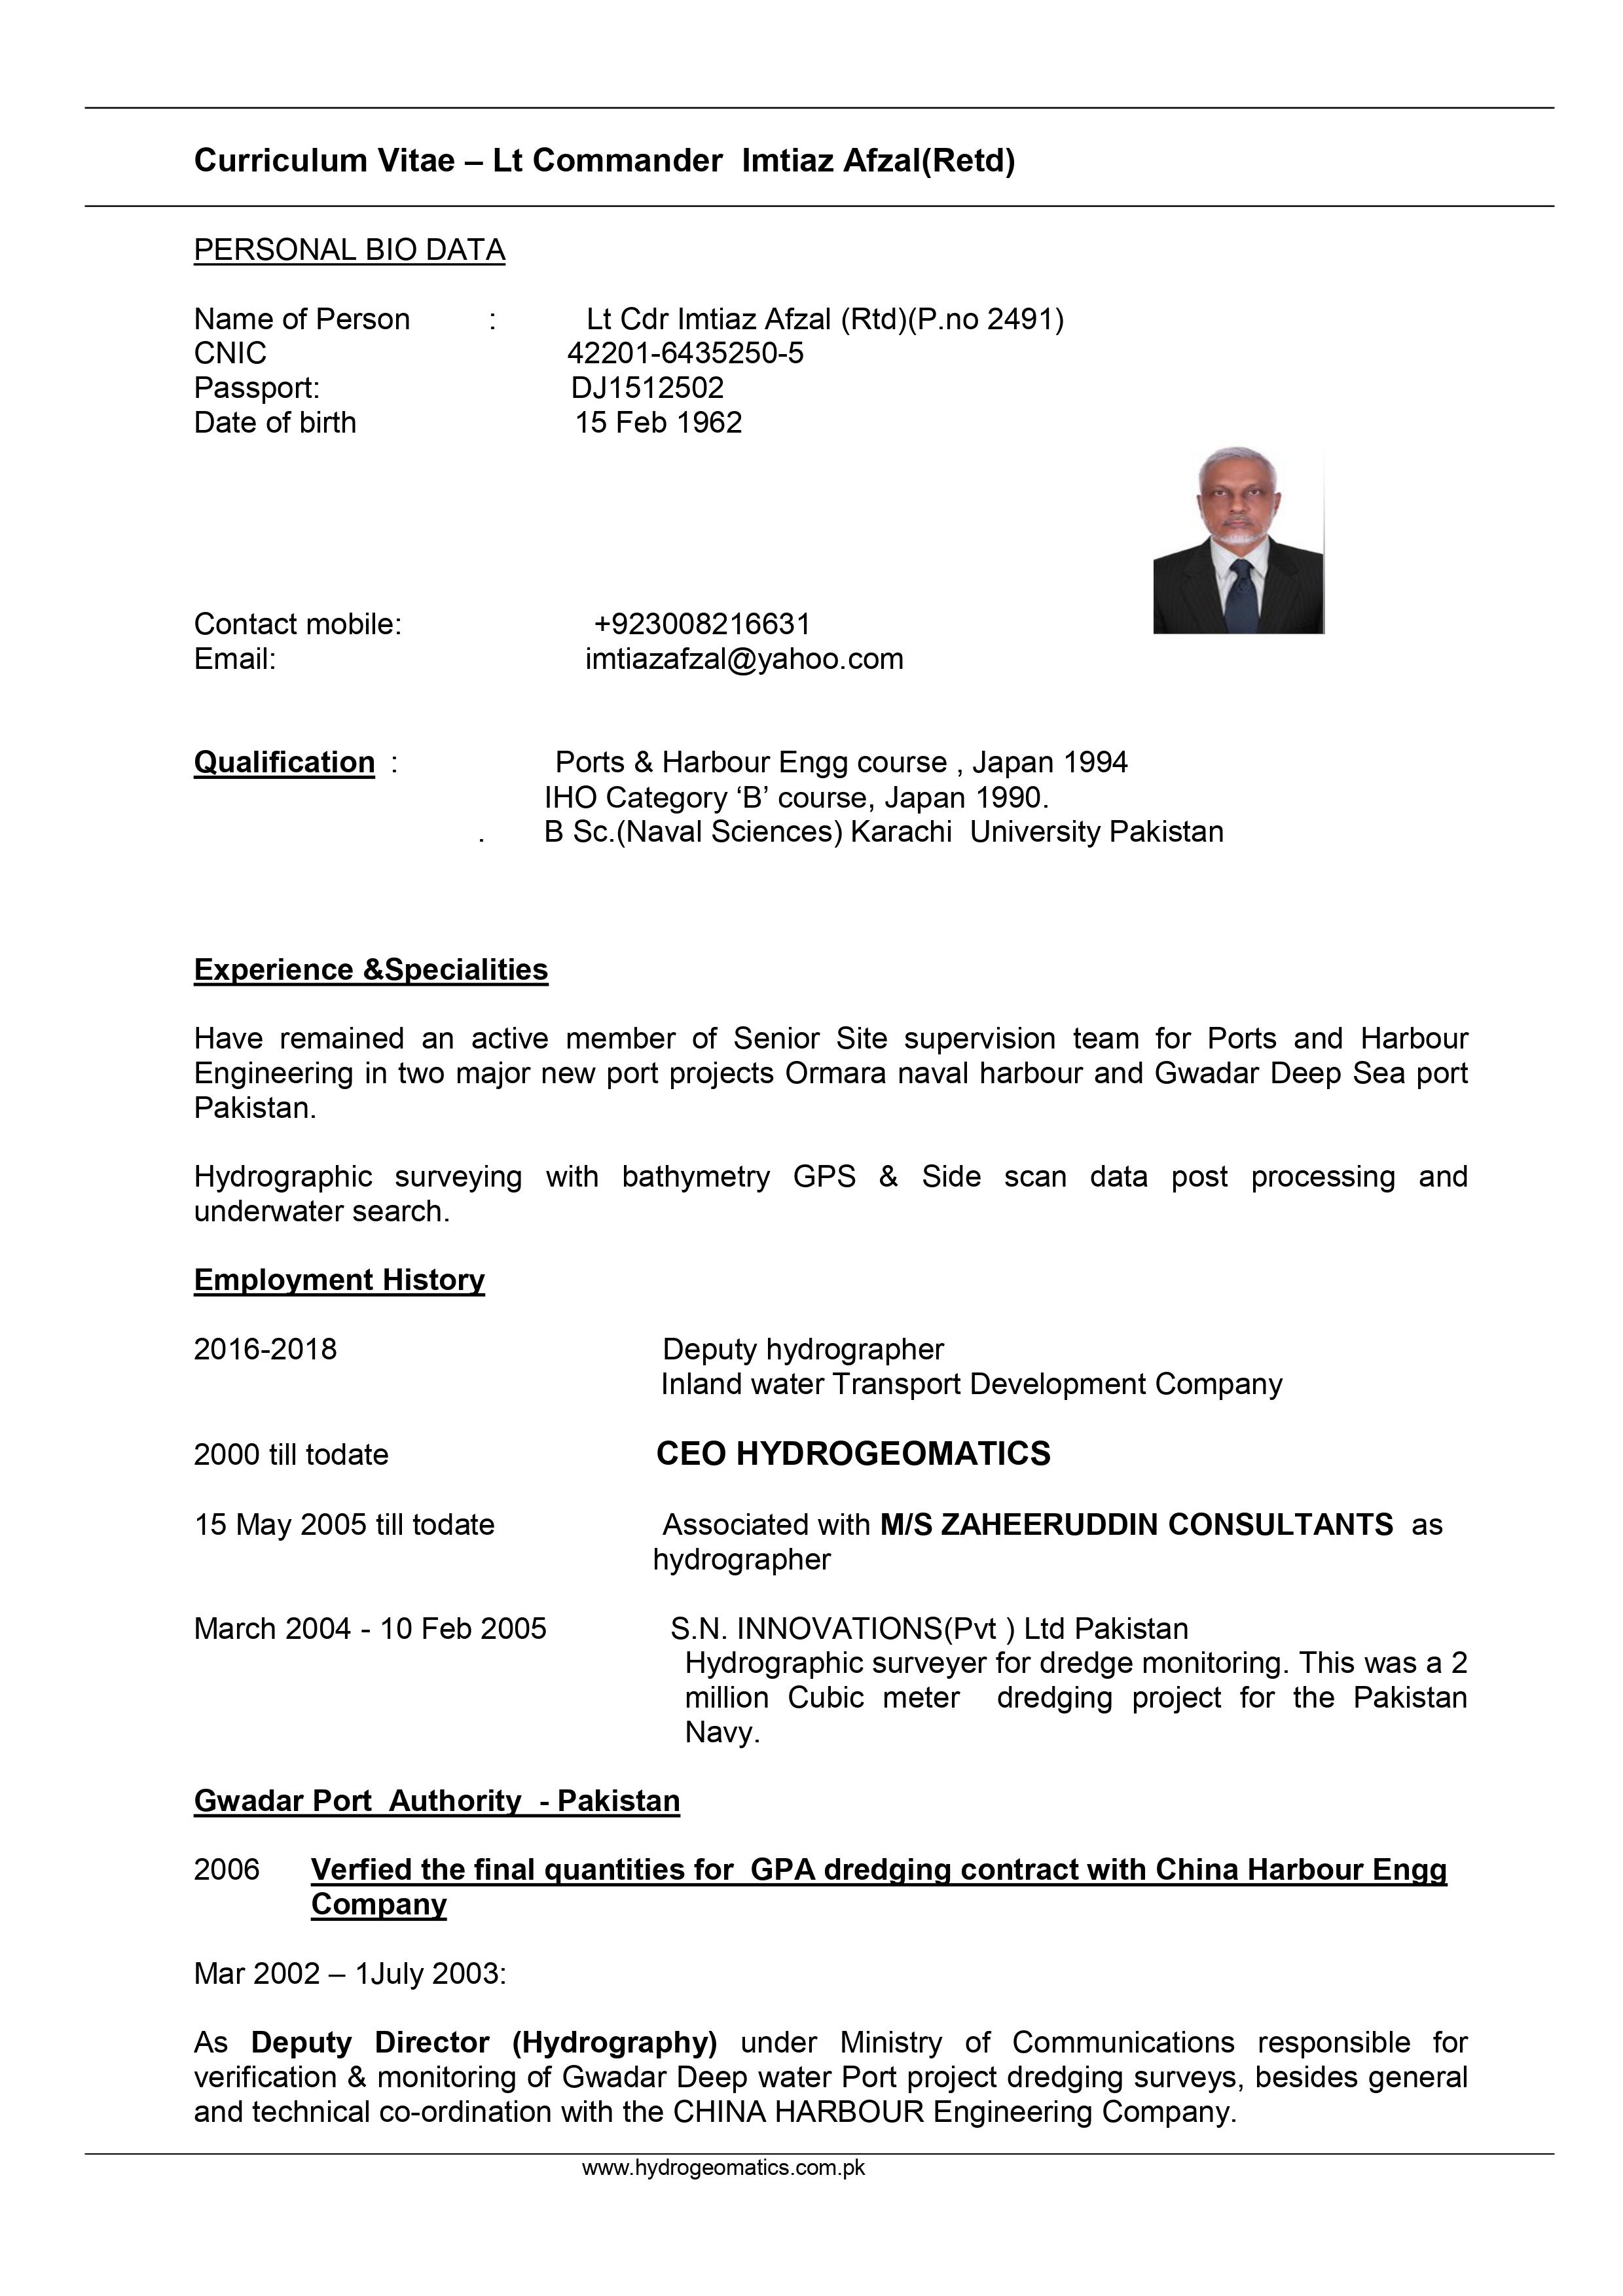 Curriculum Vitae – Lt Commander  Imtiaz Afzal(Retd)
PERSONAL BIO DATA
Name of Person : Lt Cdr Imtiaz Afzal (Rtd)(P.no 2491)
CNIC 42201-6435250-5
Passport: DJ1512502
Date of birth 15 Feb 1962
Contact mobile: +923008216631
Email: imtiazafzal@yahoo.com
Qualification : Ports & Harbour Engg course , Japan 1994
IHO Category ‘B’ course, Japan 1990.
. B Sc.(Naval Sciences) Karachi  University Pakistan
Experience &Specialities
Have remained an active member of Senior Site supervision team for Ports and Harbour
Engineering in two major new port projects Ormara naval harbour and Gwadar Deep Sea port
Pakistan.
Hydrographic surveying with bathymetry GPS & Side scan data post processing and
underwater search.
Employment History
2016-2018 Deputy hydrographer
Inland water Transport Development Company
2000 till todate CEO HYDROGEOMATICS
15 May 2005 till todate Associated with M/S ZAHEERUDDIN CONSULTANTS  as
hydrographer
March 2004 - 10 Feb 2005 S.N. INNOVATIONS(Pvt ) Ltd Pakistan
Hydrographic surveyer for dredge monitoring. This was a 2
million Cubic meter  dredging project for the Pakistan
Navy.
Gwadar Port  Authority  - Pakistan
2006 Verfied the final quantities for  GPA dredging contract with China Harbour Engg
Company
Mar 2002 – 1July 2003:
As Deputy Director (Hydrography) under Ministry of Communications responsible for
verification & monitoring of Gwadar Deep water Port project dredging surveys, besides general
and technical co-ordination with the CHINA HARBOUR Engineering Company.
www.hydrogeomatics.com.pk